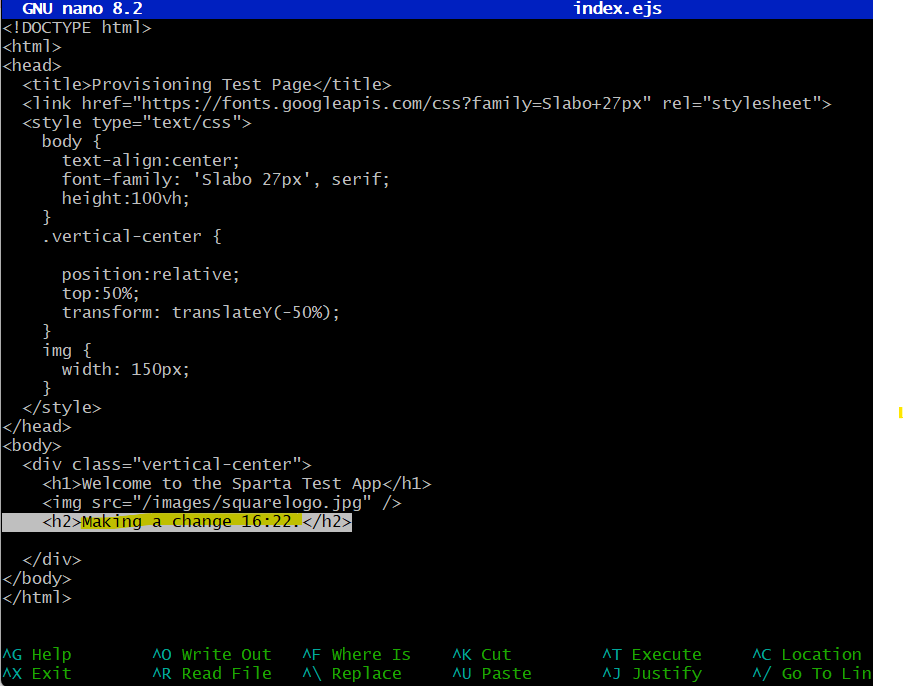 GNU nano 8.2 index.ejs
<!DOCTYPE html>
<html>
<head>
  <title>Provisioning Test Page</title>
  <link href="https://fonts.googleapis.com/css?family=Slabo+27px" rel="stylesheet">
  <style type="text/css">
    body {
      text-align:center;
      font-family: 'Slabo 27px', serif;
      height:100vh;
    }
    .vertical-center {

      position:relative;
      top:50%;
      transform: translateY(-50%);
    }
    img {
      width: 150px;
    }
  </style>
</head>
<body>
  <div class="vertical-center">
    <h1>Welcome to the Sparta Test App</h1>
    <img src="/images/squarelogo.jpg" />
    <h2>Making a change 16:22.</h2>

  </div>
</body>
</html>
^G Help ^O Write Out ^F Where Is ^K Cut ^T Execute ^C Location
^X Exit ^R Read File ^\ Replace ^U Paste ^J Justify ^/ Go To Lin